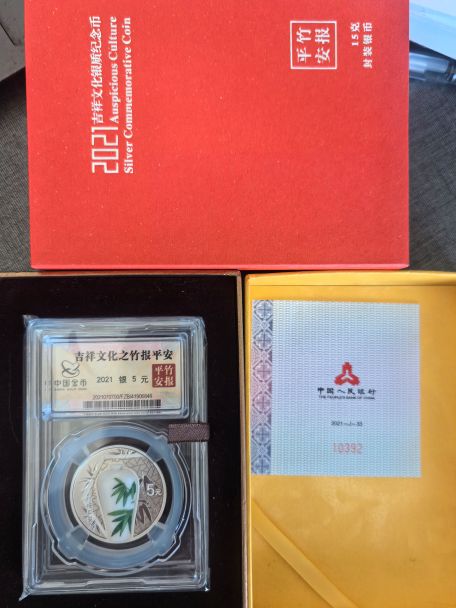 2021吉祥文化银质纪念币
Auspicious Culture
Silver Commemorative Coin
平竹
安报
15克
封装银币
吉祥文化之竹报平安
中国金币
2021 银 5 元
平竹
安报
5元
中国人民银行
THE PEOPLE'S BANK OF CHINA
2021-J-33
10392